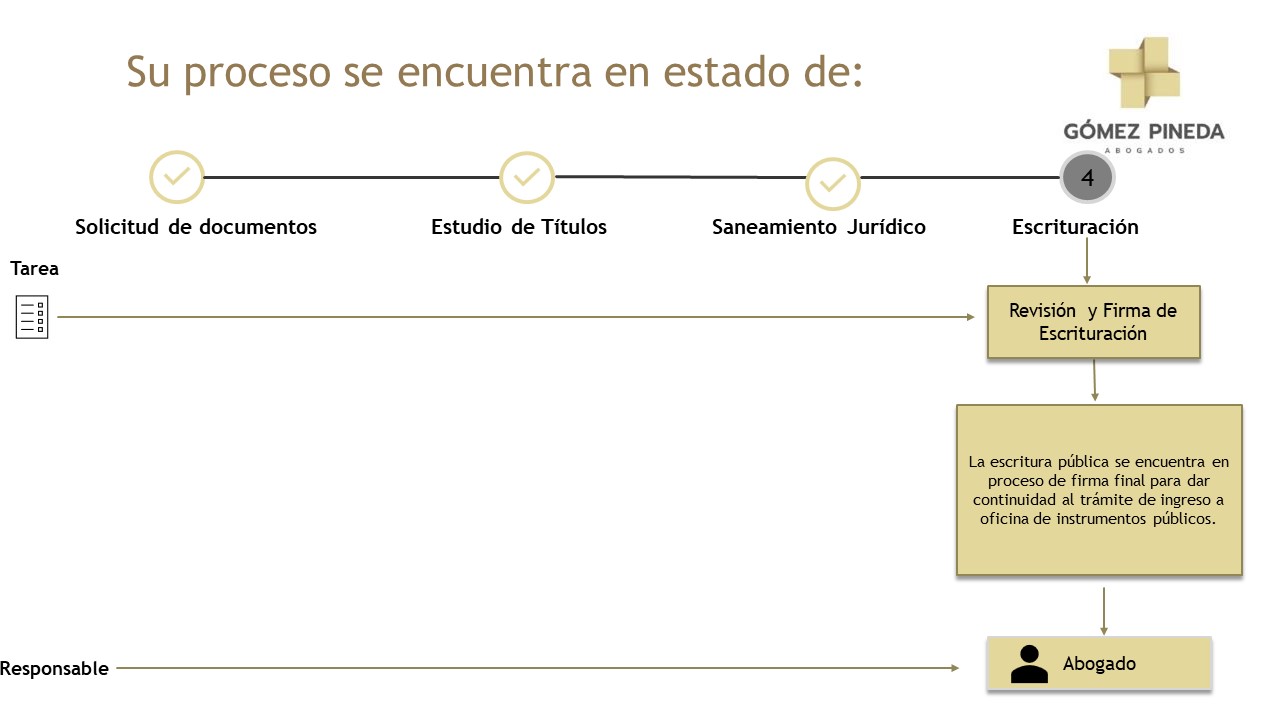 Su proceso se encuentra en estado de:
GÓMEZ PINEDA
ABOGADOS
4
Solicitud de documentos
Estudio de Títulos
Saneamiento Jurídico
Escrituración
Tarea
Revisión y Firma de
Escrituración
La escritura pública se encuentra en
proceso de firma final para dar
continuidad al trámite de ingreso a
oficina de instrumentos públicos.
Responsable
Abogado